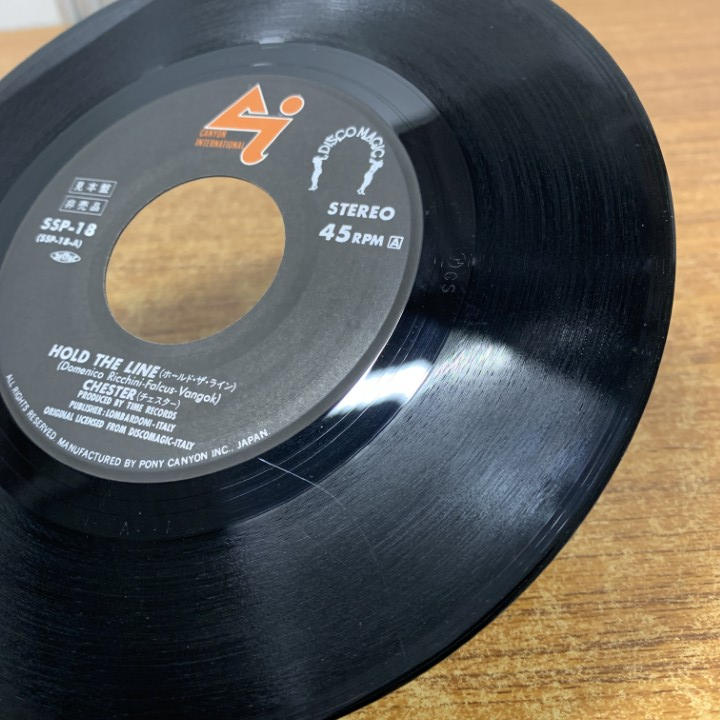 CANYON
INTERNATIONAL
DISCO MAGIC
見本盤
非売品
STEREO
SSP-18
(SSP-18-A)
45 RPM A
HOLD THE LINE (ホールド・ザ・ライン)
(Domenico Ricchini-Falcus-Vangok)
CHESTER (チェスター)
PRODUCED BY TIME RECORDS
PUBLISHER: LOMBARDONI-ITALY
ORIGINAL LICENSED FROM DISCOMAGIC-ITALY
ALL RIGHTS RESERVED. MANUFACTURED BY PONY CANYON INC., JAPAN.